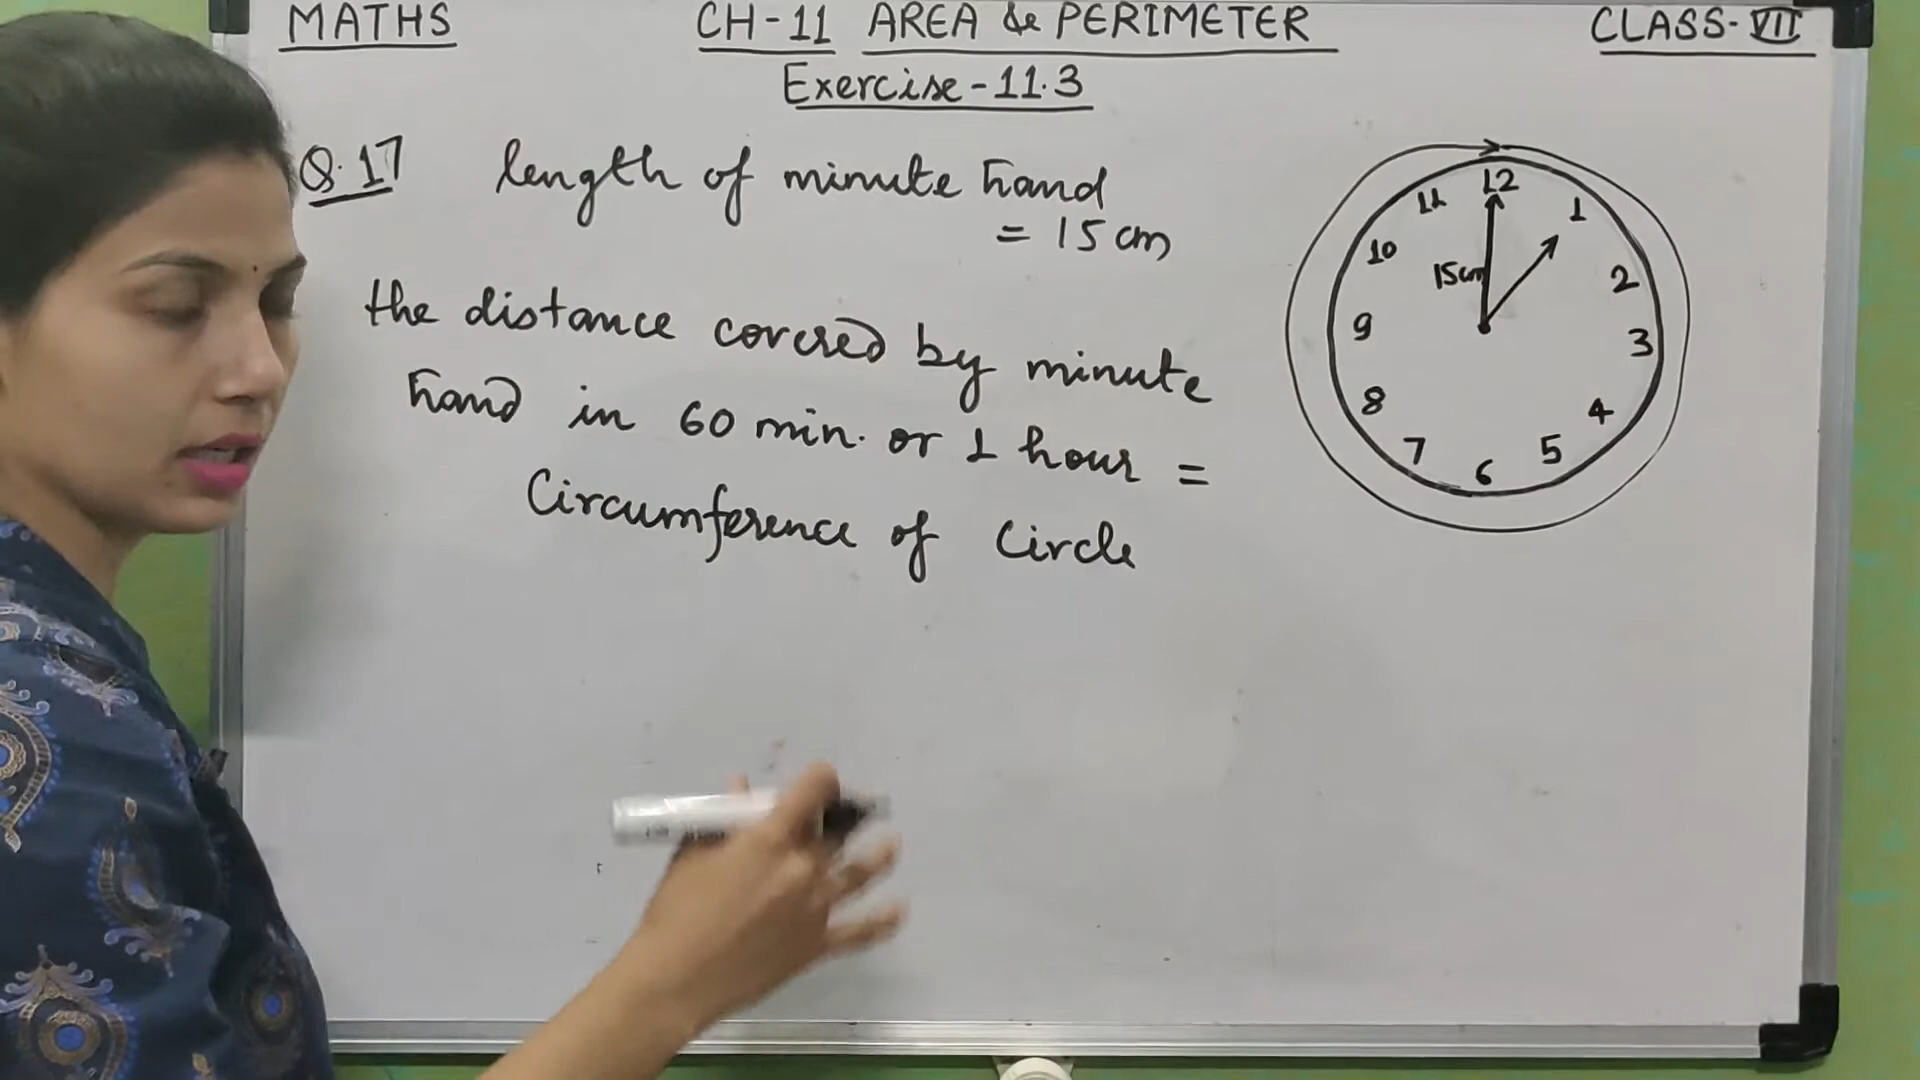 MATHS
CH-11 AREA & PERIMETER
CLASS-VII
Exercise-11.3
Q.17 length of minute hand
= 15 cm
the distance covered by minute
hand in 60 min. or 1 hour =
Circumference of Circle
12
1
2
3
4
5
6
7
8
9
10
11
15cm